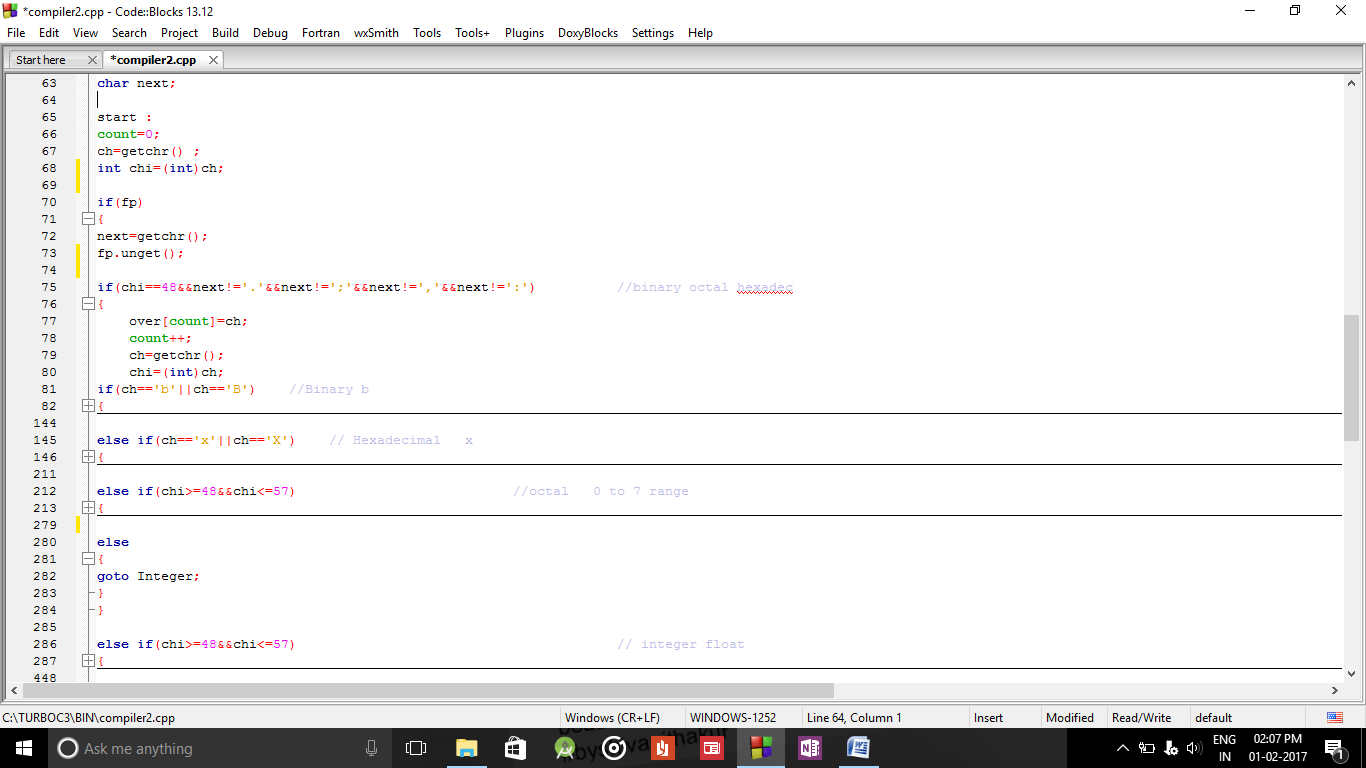 *compiler2.cpp - Code::Blocks 13.12
File Edit View Search Project Build Debug Fortran wxSmith Tools Tools+ Plugins DoxyBlocks Settings Help
Start here *compiler2.cpp
63 char next;
64
65 start :
66 count=0;
67 ch=getchr() ;
68 int chi=(int)ch;
69
70 if(fp)
71 {
72 next=getchr();
73 fp.unget();
74
75 if(chi==48&&next!='.'&&next!=';'&&next!=','&&next!=':') //binary octal hexadec
76 {
77 over[count]=ch;
78 count++;
79 ch=getchr();
80 chi=(int)ch;
81 if(ch=='b'||ch=='B') //Binary b
82 {
144
145 else if(ch=='x'||ch=='X') // Hexadecimal x
146 {
211
212 else if(chi>=48&&chi<=57) //octal 0 to 7 range
213 {
279
280 else
281 {
282 goto Integer;
283 }
284 }
285
286 else if(chi>=48&&chi<=57) // integer float
287 {
448
C:\TURBOC3\BIN\compiler2.cpp Windows (CR+LF) WINDOWS-1252 Line 64, Column 1 Insert Modified Read/Write default
Ask me anything ENG 02:07 PM
IN 01-02-2017 1